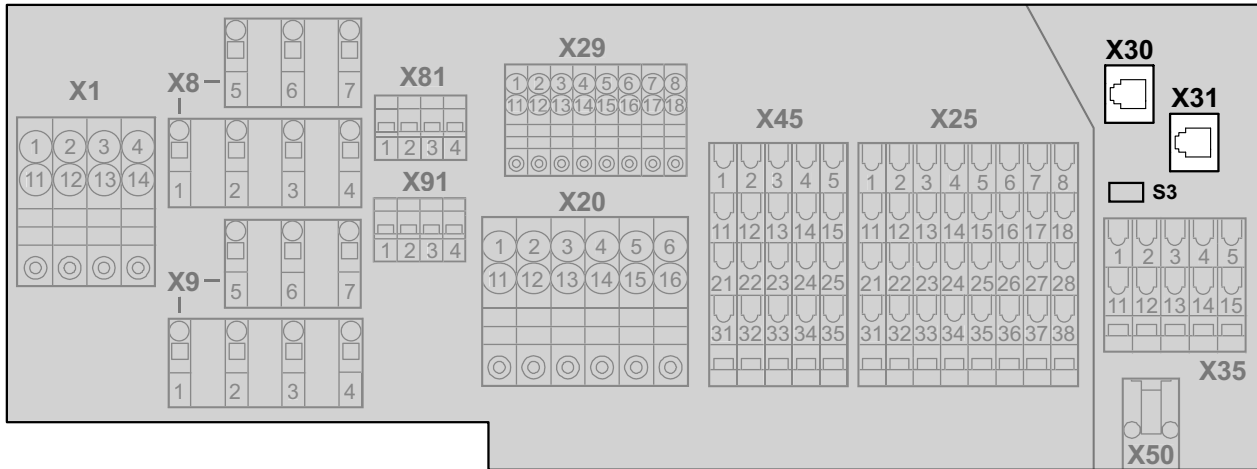 X1
1 2 3 4
11 12 13 14
X8
5 6 7
1 2 3 4
X9
5 6 7
1 2 3 4
X81
1 2 3 4
X91
1 2 3 4
X29
1 2 3 4 5 6 7 8
11 12 13 14 15 16 17 18
X20
1 2 3 4 5 6
11 12 13 14 15 16
X45
1 2 3 4 5
11 12 13 14 15
21 22 23 24 25
31 32 33 34 35
X25
1 2 3 4 5 6 7 8
11 12 13 14 15 16 17 18
21 22 23 24 25 26 27 28
31 32 33 34 35 36 37 38
X30
X31
S3
1 2 3 4 5
11 12 13 14 15
X35
X50